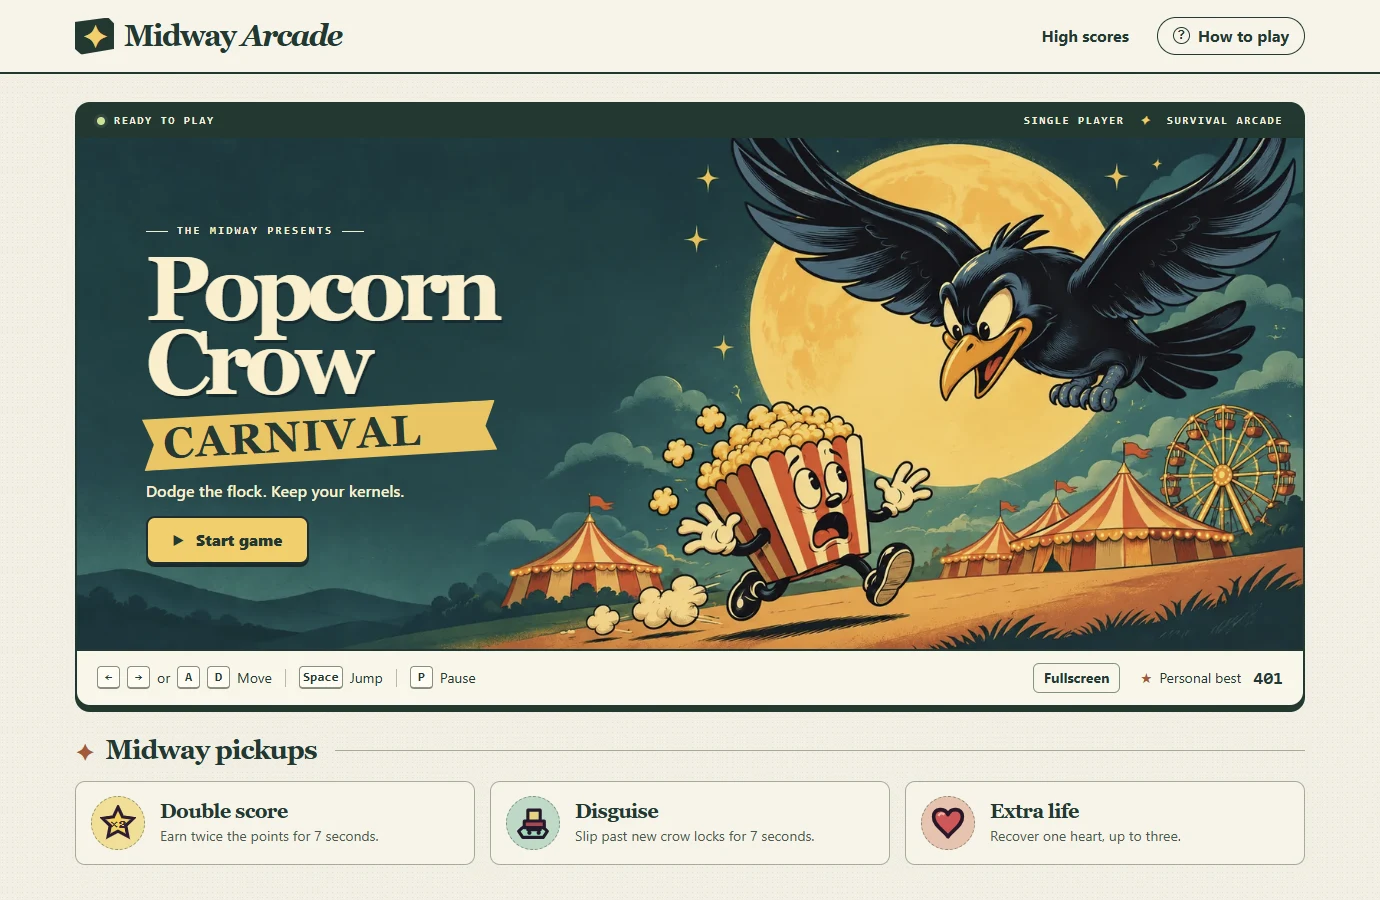 Midway Arcade
High scores
? How to play
READY TO PLAY
SINGLE PLAYER ✦ SURVIVAL ARCADE
THE MIDWAY PRESENTS
Popcorn
Crow
CARNIVAL
Dodge the flock. Keep your kernels.
▶ Start game
← → or A D Move | Space Jump | P Pause
Fullscreen
★ Personal best 401
Midway pickups
x2
Double score
Earn twice the points for 7 seconds.
Disguise
Slip past new crow locks for 7 seconds.
Extra life
Recover one heart, up to three.